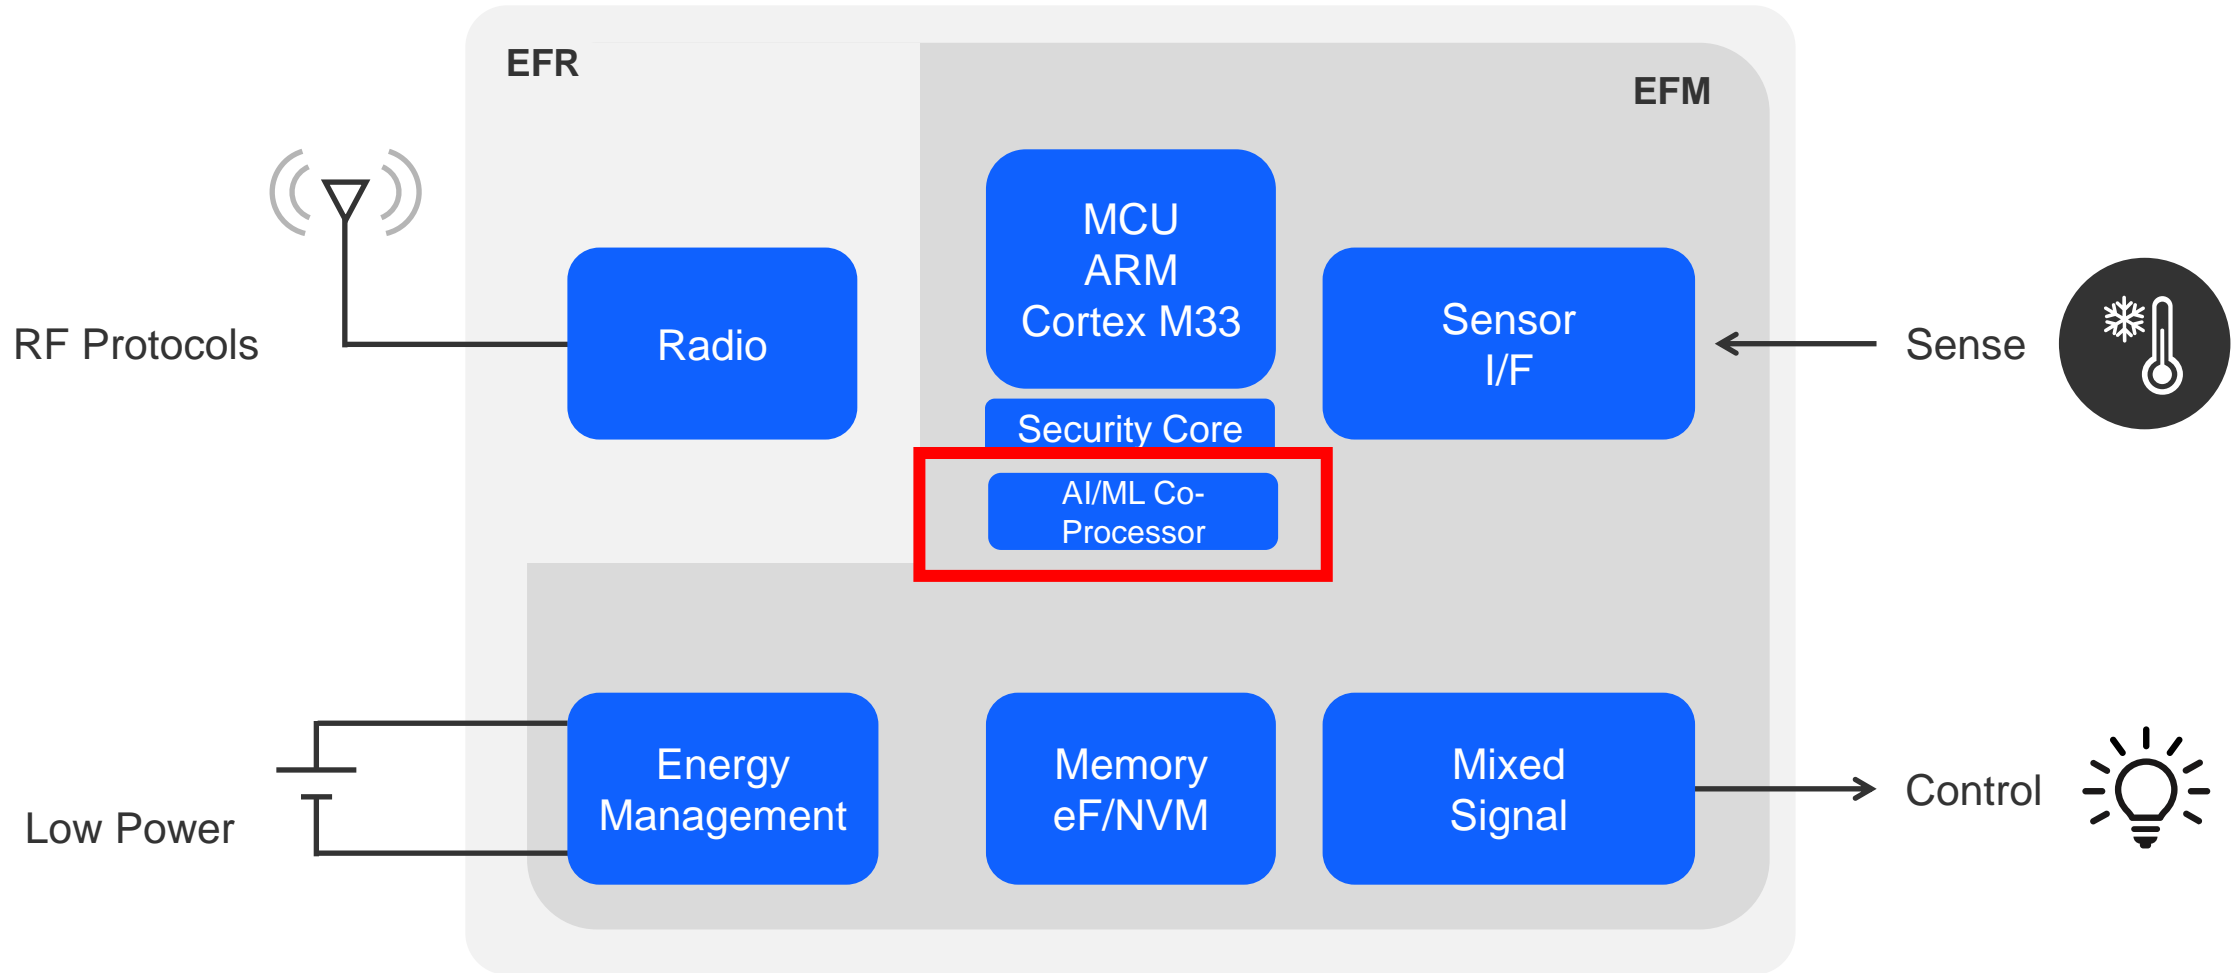 EFR
EFM
RF Protocols
Radio
MCU
ARM
Cortex M33
Security Core
AI/ML Co-
Processor
Sensor
I/F
Sense
Low Power
Energy
Management
Memory
eF/NVM
Mixed
Signal
Control